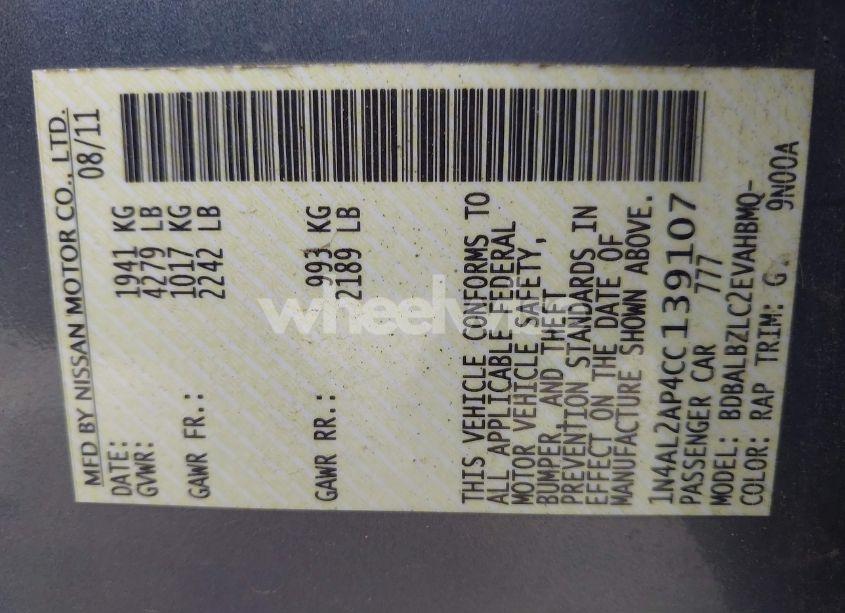 MFD BY NISSAN MOTOR CO., LTD.
DATE: 08/11
GVWR: 1941 KG
4279 LB
GAWR FR.: 1017 KG
2242 LB
GAWR RR.: 993 KG
2189 LB
THIS VEHICLE CONFORMS TO
ALL APPLICABLE FEDERAL
MOTOR VEHICLE SAFETY,
BUMPER, AND THEFT
PREVENTION STANDARDS IN
EFFECT ON THE DATE OF
MANUFACTURE SHOWN ABOVE.
1N4AL2AP4CC139107
PASSENGER CAR 777
MODEL: BDBALBZLC2EVAHBMQ-
COLOR: RAP TRIM: G 9N00A